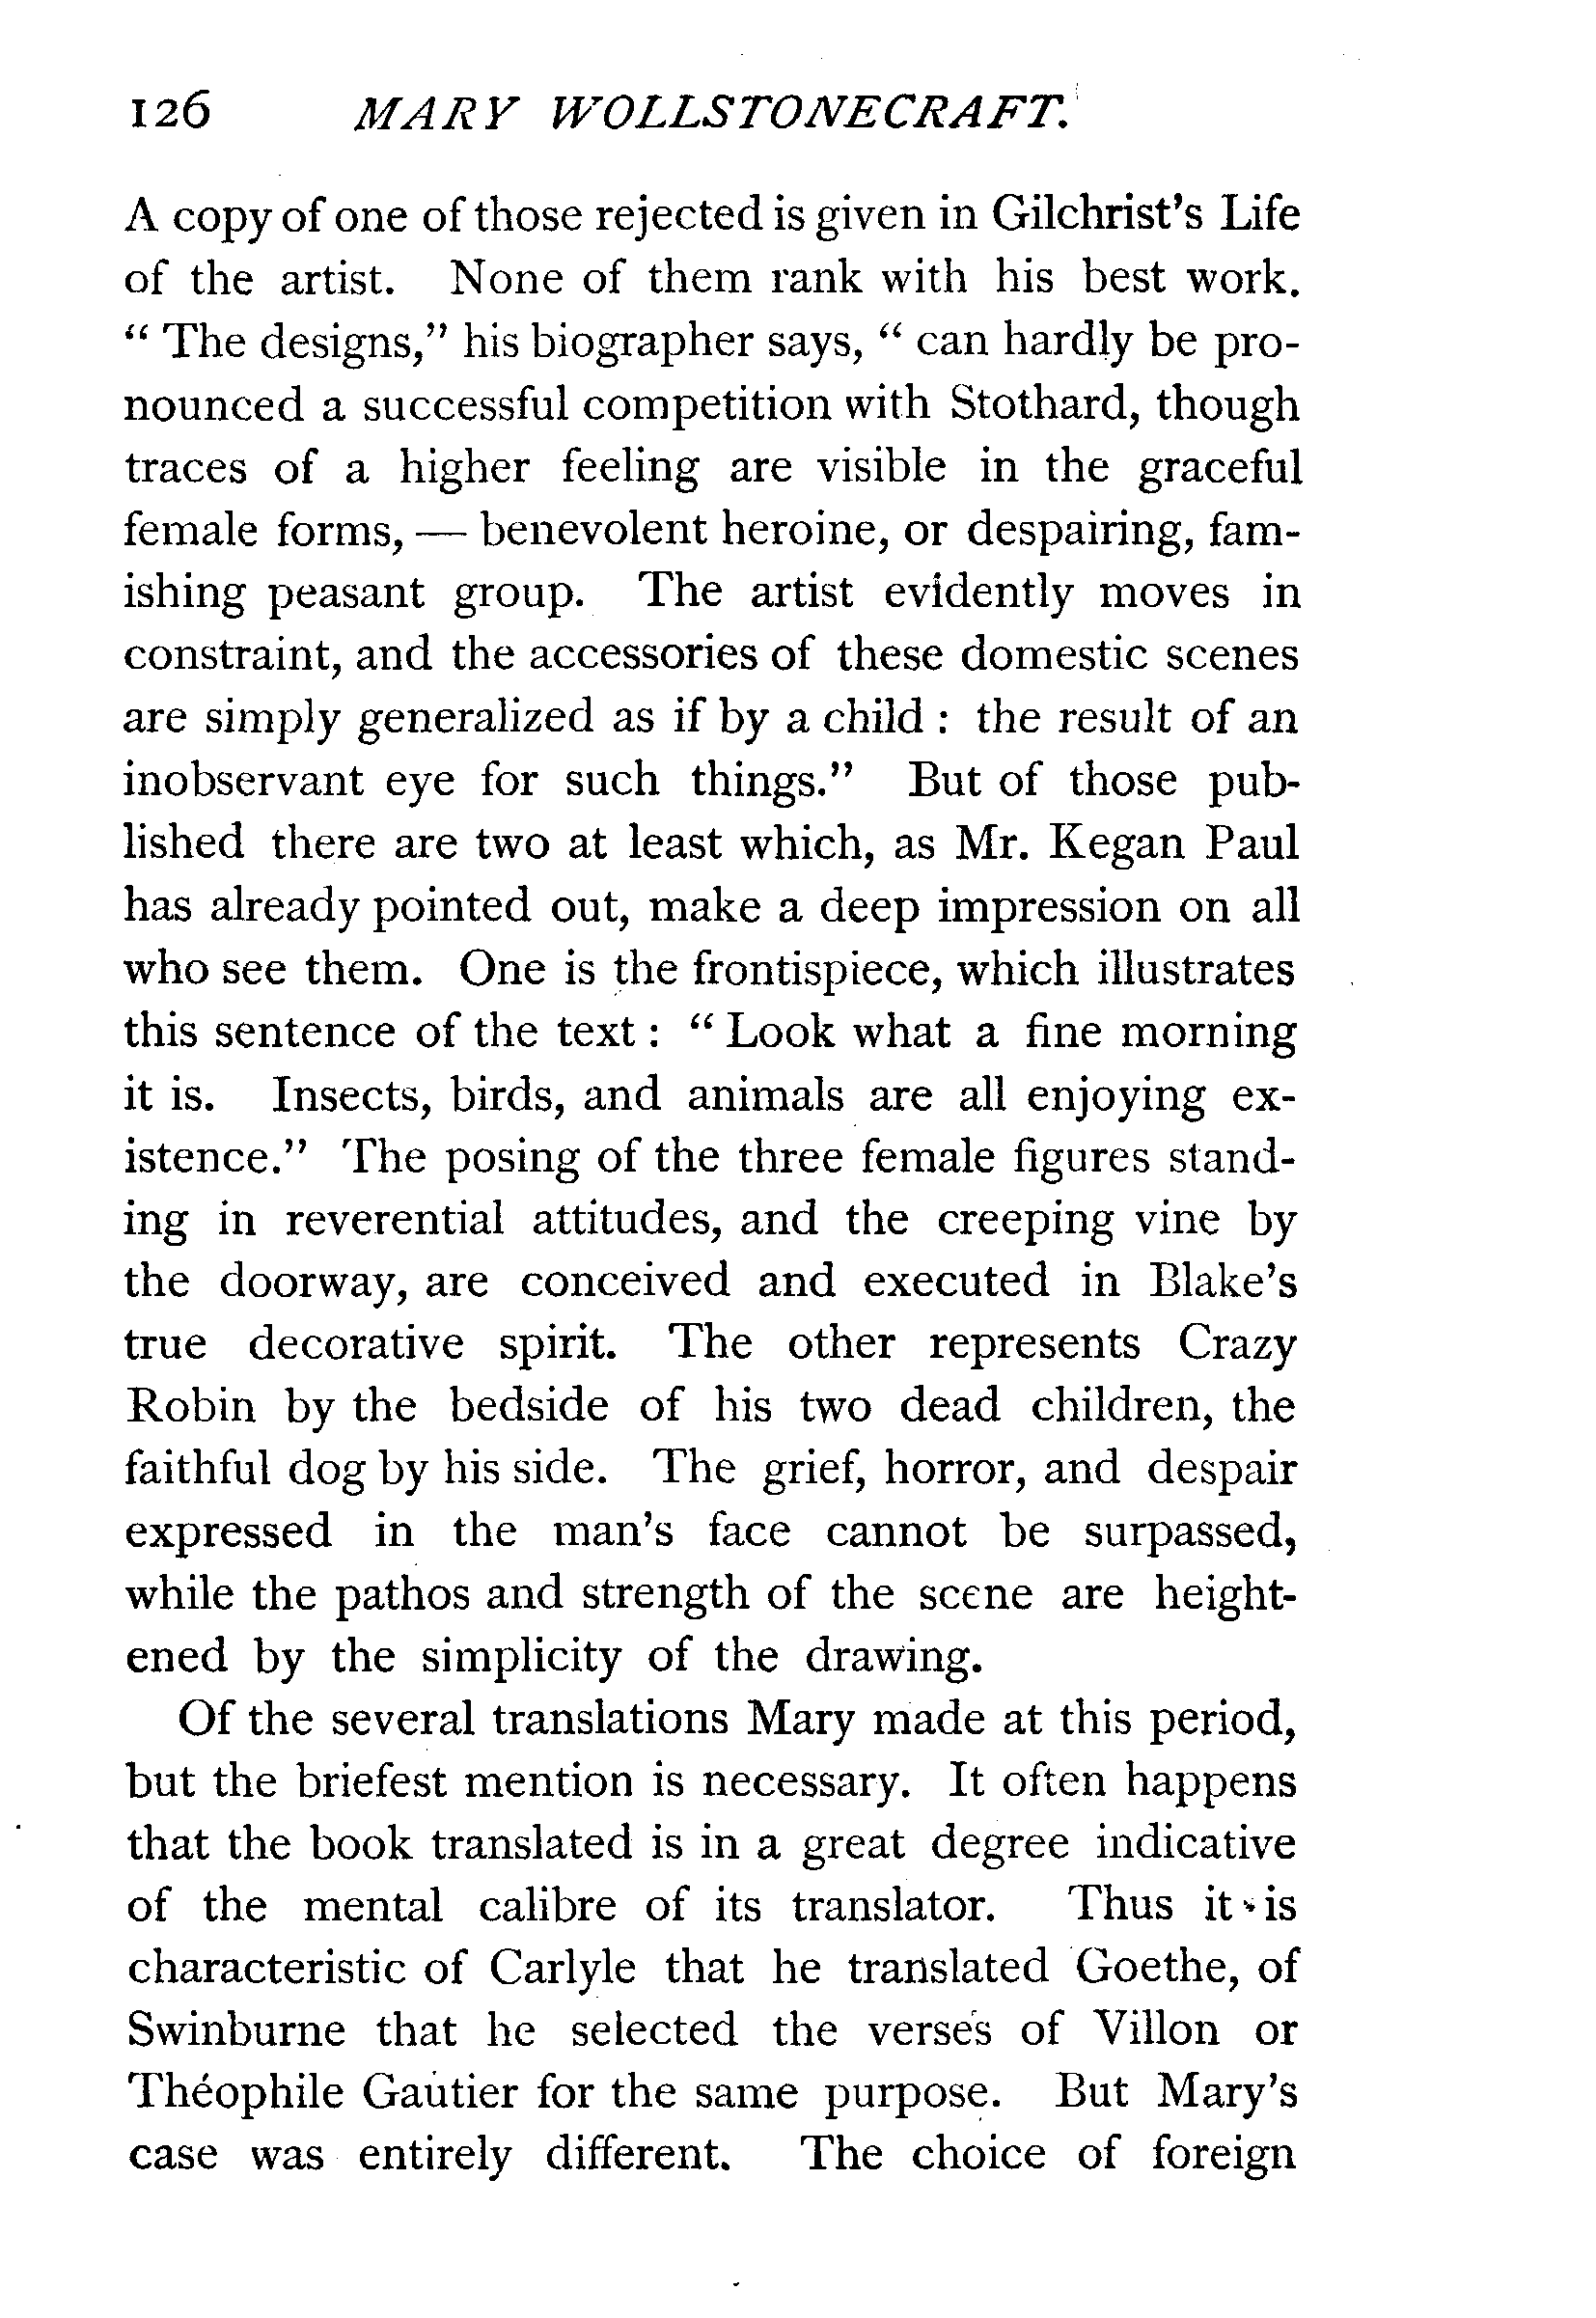 126 MARY WOLLSTONECRAFT.
A copy of one of those rejected is given in Gilchrist's Life
of the artist. None of them rank with his best work.
"The designs," his biographer says, "can hardly be pro-
nounced a successful competition with Stothard, though
traces of a higher feeling are visible in the graceful
female forms, — benevolent heroine, or despairing, fam-
ishing peasant group. The artist evidently moves in
constraint, and the accessories of these domestic scenes
are simply generalized as if by a child : the result of an
inobservant eye for such things." But of those pub-
lished there are two at least which, as Mr. Kegan Paul
has already pointed out, make a deep impression on all
who see them. One is the frontispiece, which illustrates
this sentence of the text : "Look what a fine morning
it is. Insects, birds, and animals are all enjoying ex-
istence." The posing of the three female figures stand-
ing in reverential attitudes, and the creeping vine by
the doorway, are conceived and executed in Blake's
true decorative spirit. The other represents Crazy
Robin by the bedside of his two dead children, the
faithful dog by his side. The grief, horror, and despair
expressed in the man's face cannot be surpassed,
while the pathos and strength of the scene are height-
ened by the simplicity of the drawing.
Of the several translations Mary made at this period,
but the briefest mention is necessary. It often happens
that the book translated is in a great degree indicative
of the mental calibre of its translator. Thus it is
characteristic of Carlyle that he translated Goethe, of
Swinburne that he selected the verses of Villon or
Théophile Gautier for the same purpose. But Mary's
case was entirely different. The choice of foreign